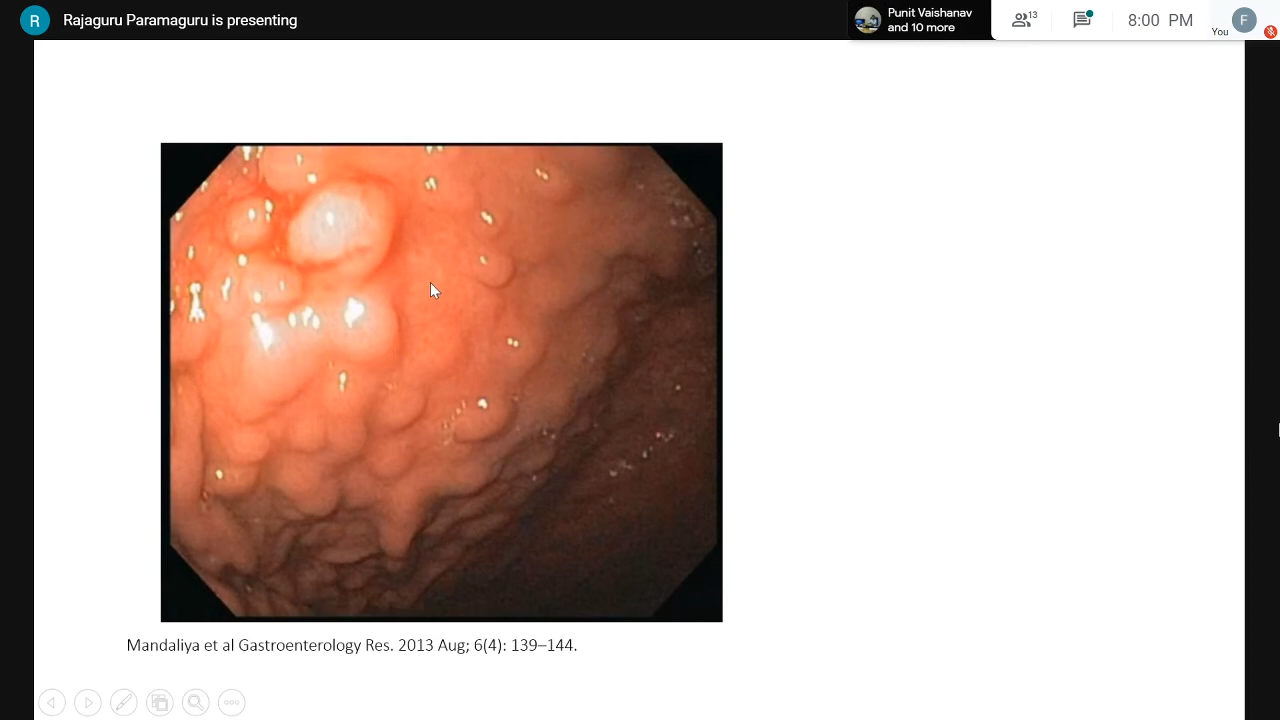 R Rajaguru Paramaguru is presenting
Punit Vaishanav
and 10 more
13
8:00 PM
You
F
Mandaliya et al Gastroenterology Res. 2013 Aug; 6(4): 139–144.